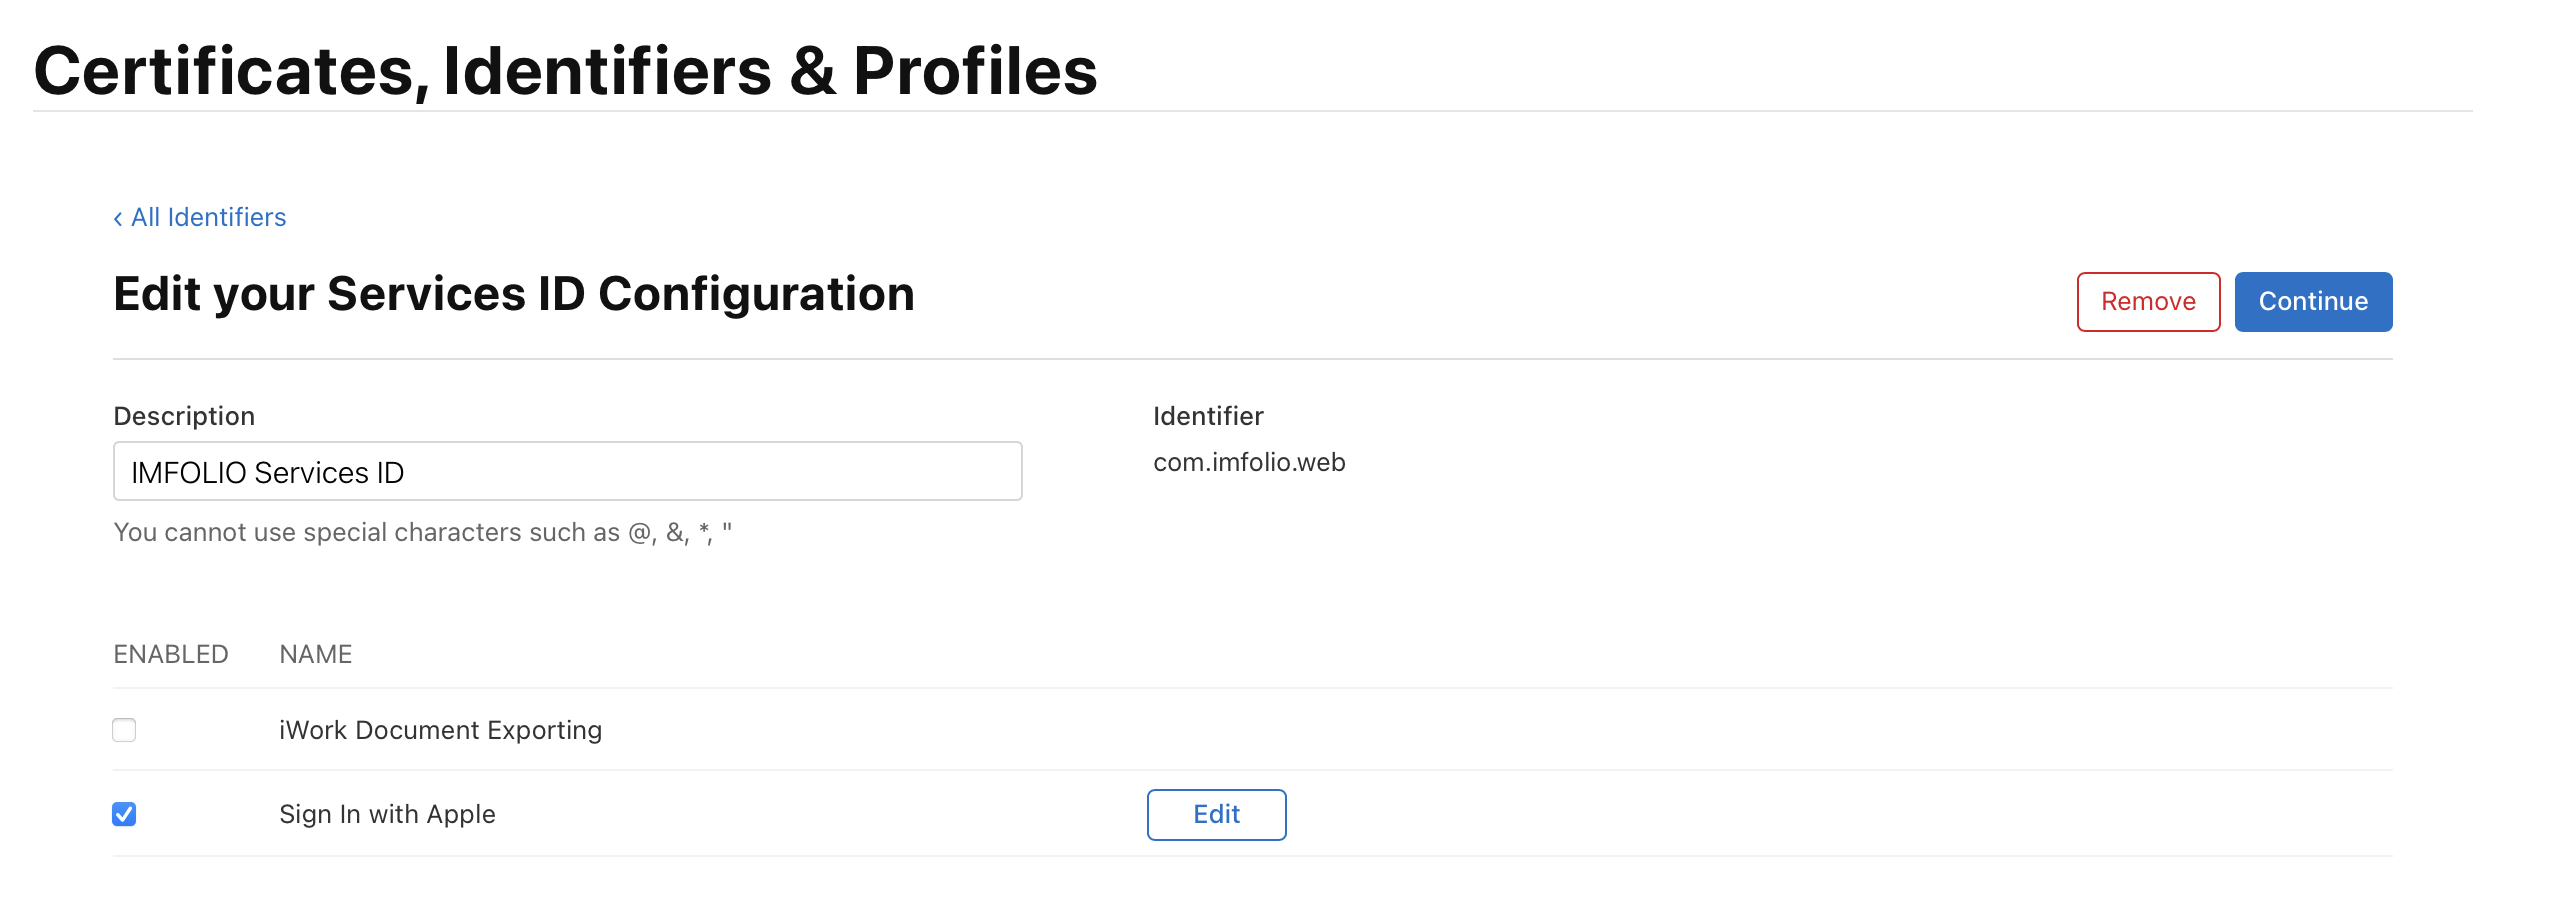 Certificates, Identifiers & Profiles
‹ All Identifiers
Edit your Services ID Configuration
Remove
Continue
Description
Identifier
IMFOLIO Services ID
com.imfolio.web
You cannot use special characters such as @, &, *, "
ENABLED NAME
iWork Document Exporting
Sign In with Apple
Edit